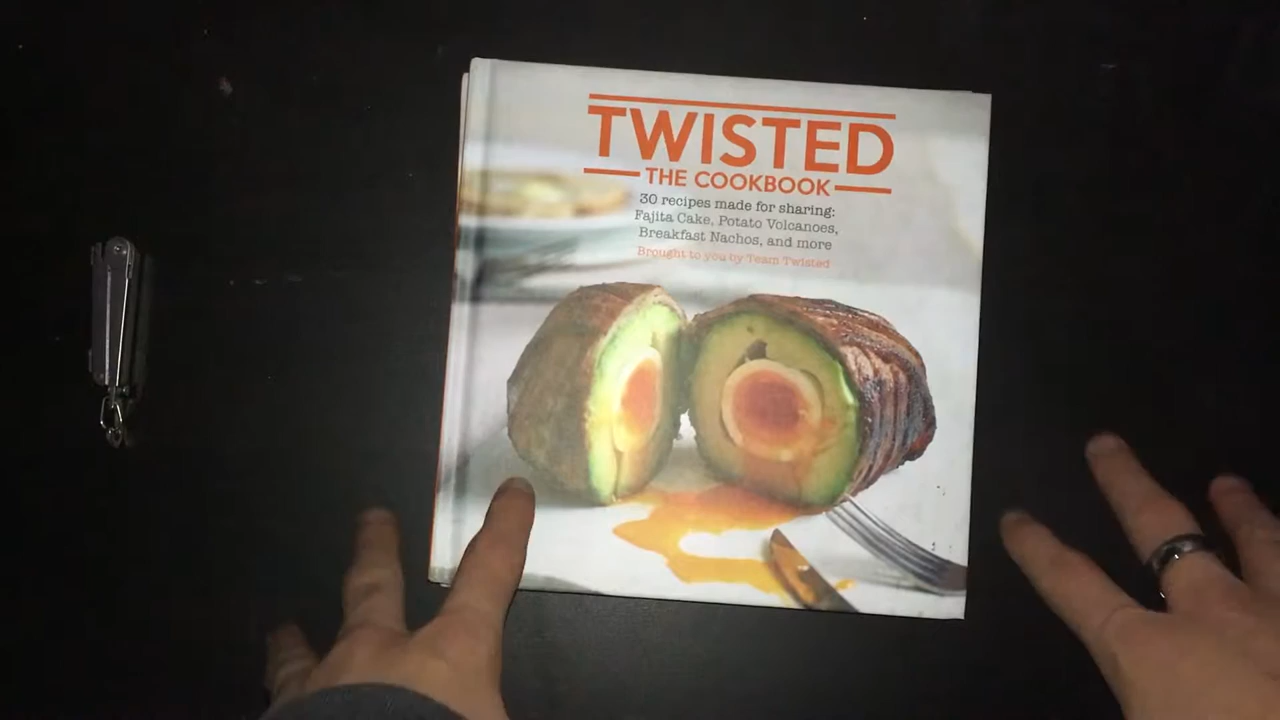 TWISTED
THE COOKBOOK
30 recipes made for sharing:
Fajita Cake, Potato Volcanoes,
Breakfast Nachos, and more
Brought to you by Team Twisted